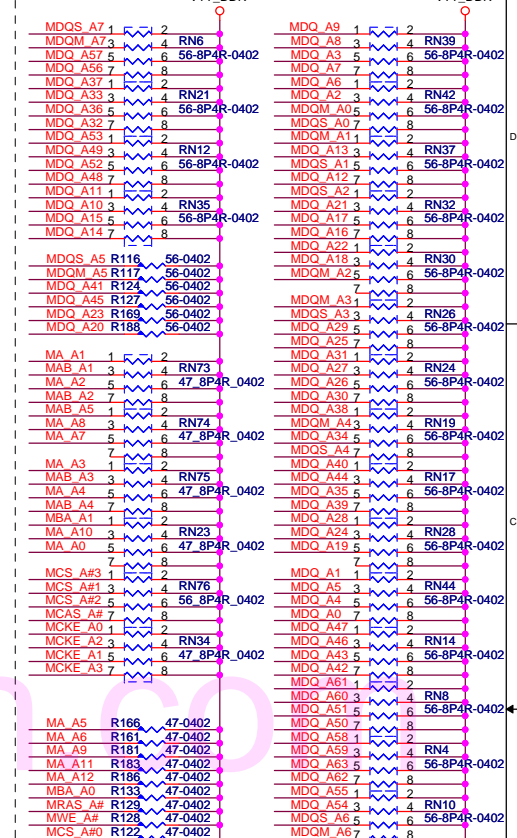 MDQS_A7 1 2
MDQM_A7 3 4 RN6
MDQ_A57 5 6 56-8P4R-0402
MDQ_A56 7 8
MDQ_A37 1 2
MDQ_A33 3 4 RN21
MDQ_A36 5 6 56-8P4R-0402
MDQ_A32 7 8
MDQ_A53 1 2
MDQ_A49 3 4 RN12
MDQ_A52 5 6 56-8P4R-0402
MDQ_A48 7 8
MDQ_A11 1 2
MDQ_A10 3 4 RN35
MDQ_A15 5 6 56-8P4R-0402
MDQ_A14 7 8
MDQS_A5 R116 56-0402
MDQM_A5 R117 56-0402
MDQ_A41 R124 56-0402
MDQ_A45 R127 56-0402
MDQ_A23 R169 56-0402
MDQ_A20 R188 56-0402
MA_A1 1 2
MAB_A1 3 4 RN73
MA_A2 5 6 47_8P4R_0402
MAB_A2 7 8
MAB_A5 1 2
MA_A8 3 4 RN74
MA_A7 5 6 47_8P4R_0402
7 8
MA_A3 1 2
MAB_A3 3 4 RN75
MA_A4 5 6 47_8P4R_0402
MAB_A4 7 8
MBA_A1 1 2
MA_A10 3 4 RN23
MA_A0 5 6 47_8P4R_0402
7 8
MCS_A#3 1 2
MCS_A#1 3 4 RN76
MCS_A#2 5 6 56_8P4R_0402
MCAS_A# 7 8
MCKE_A0 1 2
MCKE_A2 3 4 RN34
MCKE_A1 5 6 47_8P4R_0402
MCKE_A3 7 8
MA_A5 R166 47-0402
MA_A6 R161 47-0402
MA_A9 R181 47-0402
MA_A11 R183 47-0402
MA_A12 R186 47-0402
MBA_A0 R133 47-0402
MRAS_A# R129 47-0402
MWE_A# R128 47-0402
MCS_A#0 R122 47-0402
MDQ_A9 1 2
MDQ_A8 3 4 RN39
MDQ_A3 5 6 56-8P4R-0402
MDQ_A7 7 8
MDQ_A6 1 2
MDQ_A2 3 4 RN42
MDQM_A0 5 6 56-8P4R-0402
MDQS_A0 7 8
MDQM_A1 1 2
MDQ_A13 3 4 RN37
MDQS_A1 5 6 56-8P4R-0402
MDQ_A12 7 8
MDQS_A2 1 2
MDQ_A21 3 4 RN32
MDQ_A17 5 6 56-8P4R-0402
MDQ_A16 7 8
MDQ_A22 1 2
MDQ_A18 3 4 RN30
MDQM_A2 5 6 56-8P4R-0402
7 8
MDQM_A3 1 2
MDQS_A3 3 4 RN26
MDQ_A29 5 6 56-8P4R-0402
MDQ_A25 7 8
MDQ_A31 1 2
MDQ_A27 3 4 RN24
MDQ_A26 5 6 56-8P4R-0402
MDQ_A30 7 8
MDQ_A38 1 2
MDQM_A4 3 4 RN19
MDQ_A34 5 6 56-8P4R-0402
MDQS_A4 7 8
MDQ_A40 1 2
MDQ_A44 3 4 RN17
MDQ_A35 5 6 56-8P4R-0402
MDQ_A39 7 8
MDQ_A28 1 2
MDQ_A24 3 4 RN28
MDQ_A19 5 6 56-8P4R-0402
7 8
MDQ_A1 1 2
MDQ_A5 3 4 RN44
MDQ_A4 5 6 56-8P4R-0402
MDQ_A0 7 8
MDQ_A47 1 2
MDQ_A46 3 4 RN14
MDQ_A43 5 6 56-8P4R-0402
MDQ_A42 7 8
MDQ_A61 1 2
MDQ_A60 3 4 RN8
MDQ_A51 5 6 56-8P4R-0402
MDQ_A50 7 8
MDQ_A58 1 2
MDQ_A59 3 4 RN4
MDQ_A63 5 6 56-8P4R-0402
MDQ_A62 7 8
MDQ_A55 1 2
MDQ_A54 3 4 RN10
MDQS_A6 5 6 56-8P4R-0402
MDQM_A6 7 8
D
C